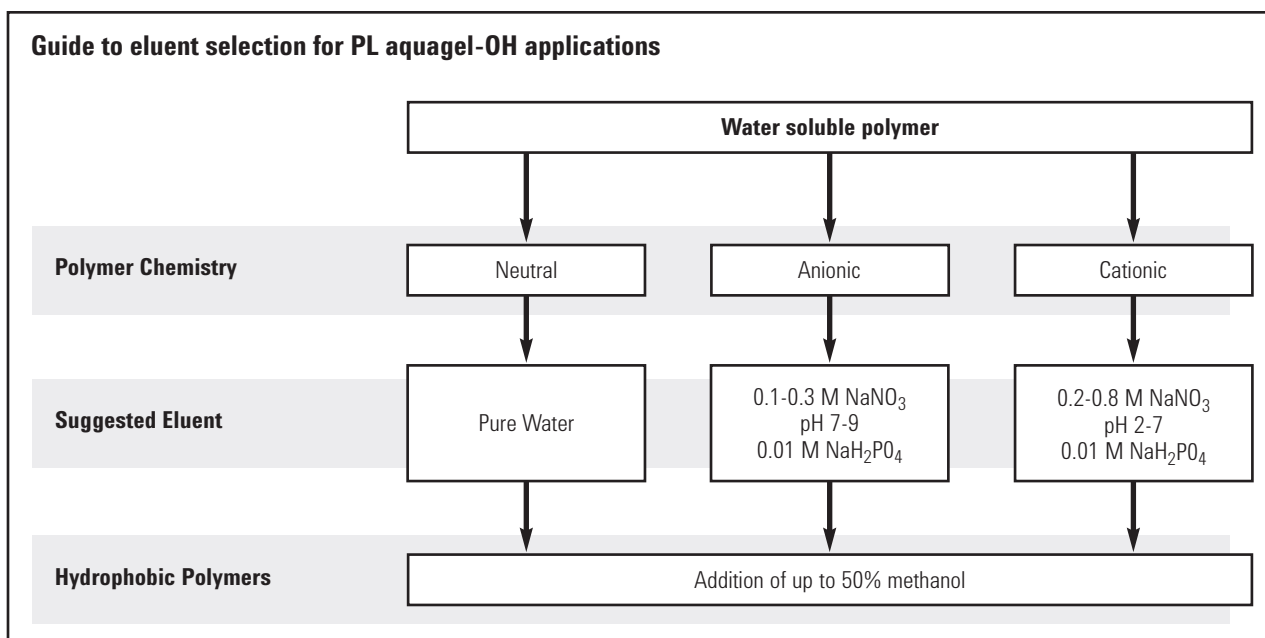 Guide to eluent selection for PL aquagel-OH applications
Water soluble polymer
Polymer Chemistry
Neutral
Anionic
Cationic
Suggested Eluent
Pure Water
0.1-0.3 M NaNO₃
pH 7-9
0.01 M NaH₂PO₄
0.2-0.8 M NaNO₃
pH 2-7
0.01 M NaH₂PO₄
Hydrophobic Polymers
Addition of up to 50% methanol